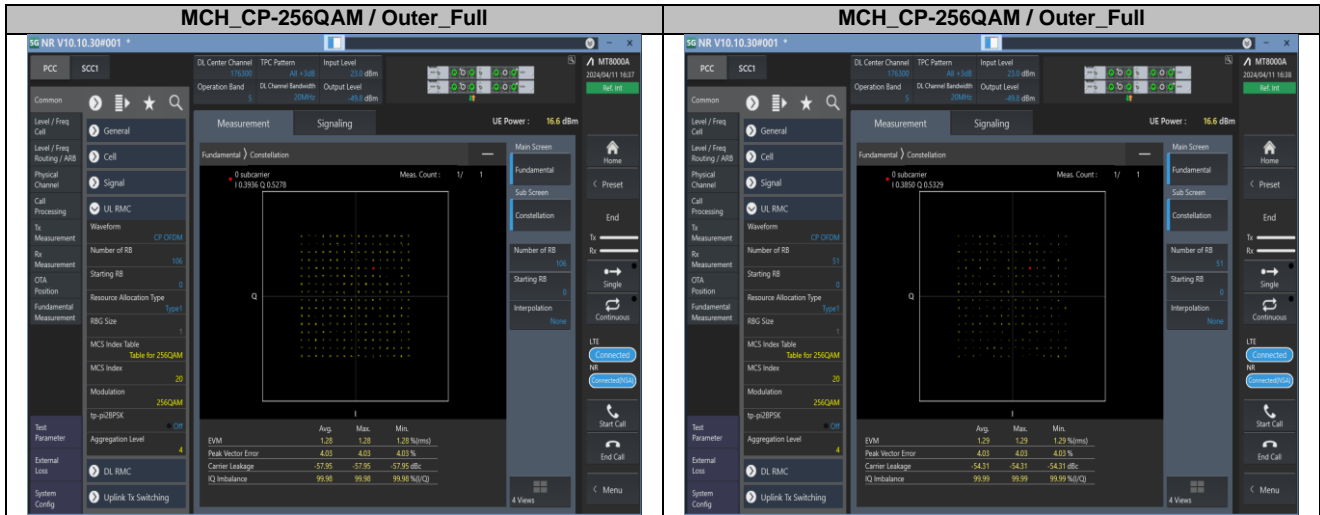 MCH_CP-256QAM / Outer_Full
SG NR V10.10.30#001 *
PCC SCC1
DL Center Channel 176300
TPC Pattern All +3dB
Input Level 23.0 dBm
Operation Band 5
DL Channel Bandwidth 20MHz
Output Level -49.8 dBm
MT8000A
2024/04/11 16:37
Ref. Int
Common
Level / Freq Cell
Level / Freq Routing / ARB
Physical Channel
Call Processing
Tx Measurement
Rx Measurement
OTA Position
Fundamental Measurement
Test Parameter
External Loss
System Config
General
Cell
Signal
UL RMC
Waveform
CP OFDM
Number of RB
106
Starting RB
0
Resource Allocation Type
Type1
RBG Size
1
MCS Index Table
Table for 256QAM
MCS Index
20
Modulation
256QAM
tp-pi2BPSK
Off
Aggregation Level
4
DL RMC
Uplink Tx Switching
Measurement Signaling
UE Power : 16.6 dBm
Fundamental Constellation
0 subcarrier
I 0.3936 Q 0.5278
Meas. Count : 1/ 1
Q
I
Avg. Max. Min.
EVM 1.28 1.28 1.28 %(rms)
Peak Vector Error 4.03 4.03 4.03 %
Carrier Leakage -57.95 -57.95 -57.95 dBc
IQ Imbalance 99.98 99.98 99.98 %(I/Q)
Main Screen
Fundamental
Sub Screen
Constellation
Number of RB
106
Starting RB
0
Interpolation
None
4 Views
Home
Preset
End
Tx
Rx
Single
Continuous
LTE
Connected
NR
Connected(NSA)
Start Call
End Call
Menu
MCH_CP-256QAM / Outer_Full
SG NR V10.10.30#001 *
PCC SCC1
DL Center Channel 176300
TPC Pattern All +3dB
Input Level 23.0 dBm
Operation Band 5
DL Channel Bandwidth 20MHz
Output Level -49.8 dBm
MT8000A
2024/04/11 16:38
Ref. Int
Common
Level / Freq Cell
Level / Freq Routing / ARB
Physical Channel
Call Processing
Tx Measurement
Rx Measurement
OTA Position
Fundamental Measurement
Test Parameter
External Loss
System Config
General
Cell
Signal
UL RMC
Waveform
CP OFDM
Number of RB
51
Starting RB
0
Resource Allocation Type
Type1
RBG Size
1
MCS Index Table
Table for 256QAM
MCS Index
20
Modulation
256QAM
tp-pi2BPSK
Off
Aggregation Level
4
DL RMC
Uplink Tx Switching
Measurement Signaling
UE Power : 16.6 dBm
Fundamental Constellation
0 subcarrier
I 0.3850 Q 0.5329
Meas. Count : 1/ 1
Q
I
Avg. Max. Min.
EVM 1.29 1.29 1.29 %(rms)
Peak Vector Error 4.03 4.03 4.03 %
Carrier Leakage -54.31 -54.31 -54.31 dBc
IQ Imbalance 99.99 99.99 99.99 %(I/Q)
Main Screen
Fundamental
Sub Screen
Constellation
Number of RB
51
Starting RB
0
Interpolation
None
4 Views
Home
Preset
End
Tx
Rx
Single
Continuous
LTE
Connected
NR
Connected(NSA)
Start Call
End Call
Menu